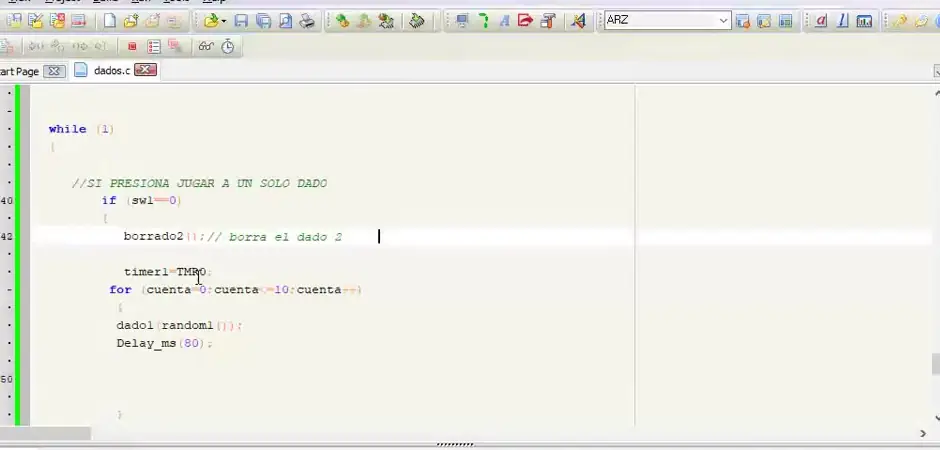 ARZ
art Page
dados.c
while (1)
{
//SI PRESIONA JUGAR A UN SOLO DADO
40
if (sw1==0)
{
42
borrado2();// borra el dado 2
timer1=TMR0;
for (cuenta=0;cuenta<=10;cuenta++)
{
dado1(random1());
Delay_ms(80);
50
}